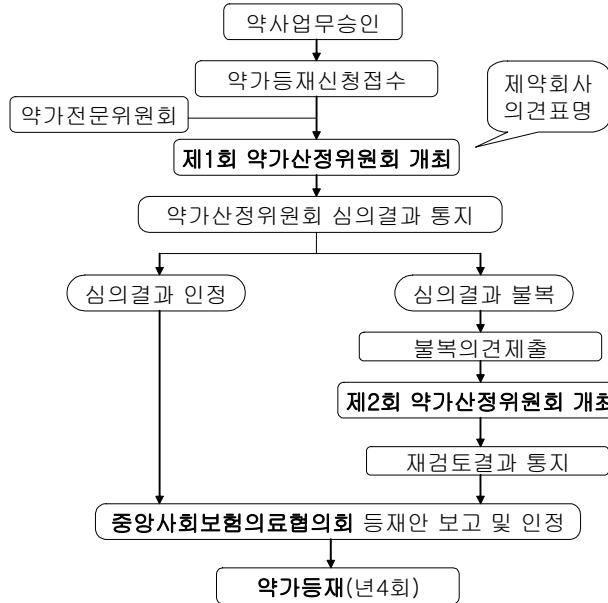 약사업무승인
약가등재신청접수
제약회사
의견표명
약가전문위원회
제1회 약가산정위원회 개최
약가산정위원회 심의결과 통지
심의결과 인정
심의결과 불복
불복의견제출
제2회 약가산정위원회 개최
재검토결과 통지
중앙사회보험의료협의회 등재안 보고 및 인정
약가등재(년4회)